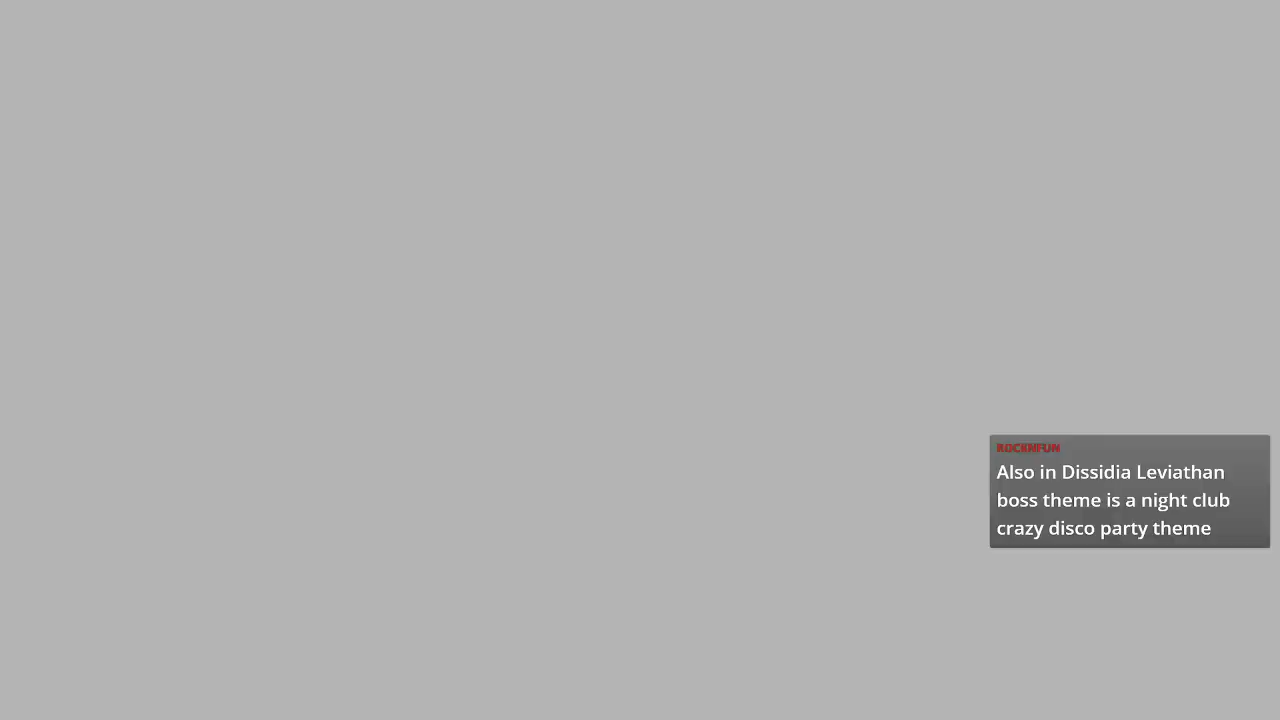 ROCKNFUN
Also in Dissidia Leviathan
boss theme is a night club
crazy disco party theme